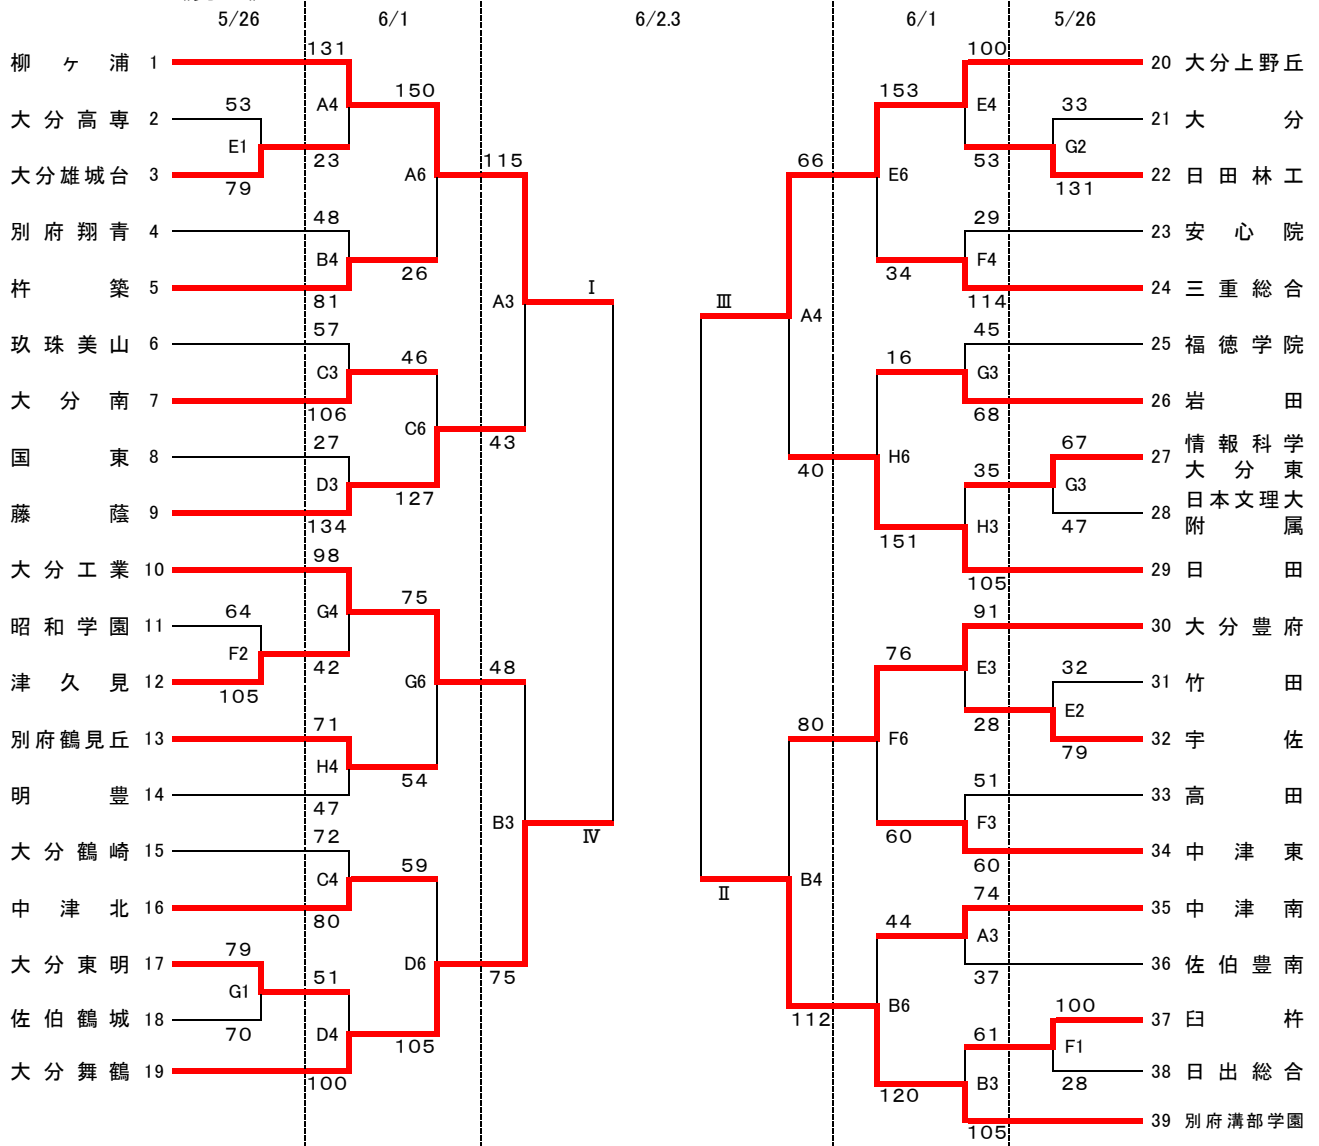 5/26 6/1 6/2.3 6/1 5/26
131 100
柳ヶ浦 1 20 大分上野丘
150 153
53 A4 E4 33
大分高専 2 21 大分
E1 G2
23 115 66 53
大分雄城台 3 A6 E6 22 日田林工
79 131
48 29
別府翔青 4 23 安心院
B4 F4
26 34
杵築 5 I 24 三重総合
81 A3 Ⅲ A4 114
57 45
玖珠美山 6 25 福徳学院
46 16
C3 G3
大分南 7 26 岩田
106 C6 68
27 43 67 情報科学
国東 8 H6 27 大分東
40 35
D3 G3
127 日本文理大
藤蔭 9 28 附属
134 H3 47
98 151
大分工業 10 29 日田
105
75 91
64 G4
昭和学園 11 30 大分豊府
F2 76
42 48 E3 32
津久見 12 G6 31 竹田
105 E2
71 80 28
別府鶴見丘 13 F6 32 宇佐
H4 79
54 51
明豊 14 33 高田
47 B3 F3
72 Ⅳ 60
大分鶴崎 15 34 中津東
59 60
C4 B4 74
中津北 16 Ⅱ 35 中津南
80 44
79 A3
大分東明 17 D6 36 佐伯豊南
51 75 37
G1 100
佐伯鶴城 18 112 B6 37 臼杵
70 D4 61 F1
105
大分舞鶴 19 38 日出総合
100 B3 28
120
39 別府溝部学園
105